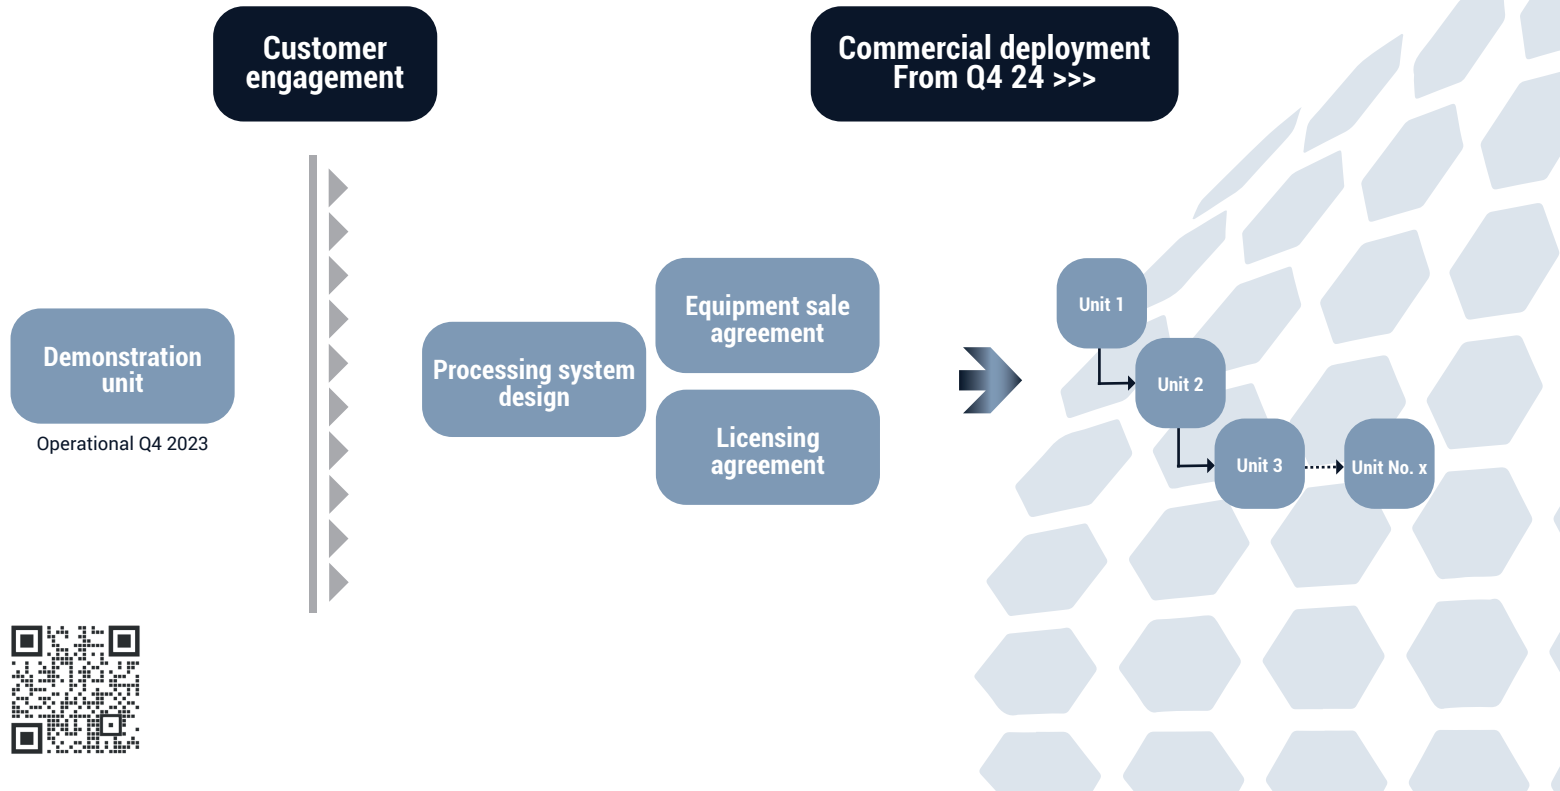 Customer
engagement
Commercial deployment
From Q4 24 >>>
Demonstration
unit
Operational Q4 2023
Processing system
design
Equipment sale
agreement
Licensing
agreement
Unit 1
Unit 2
Unit 3
Unit No. x